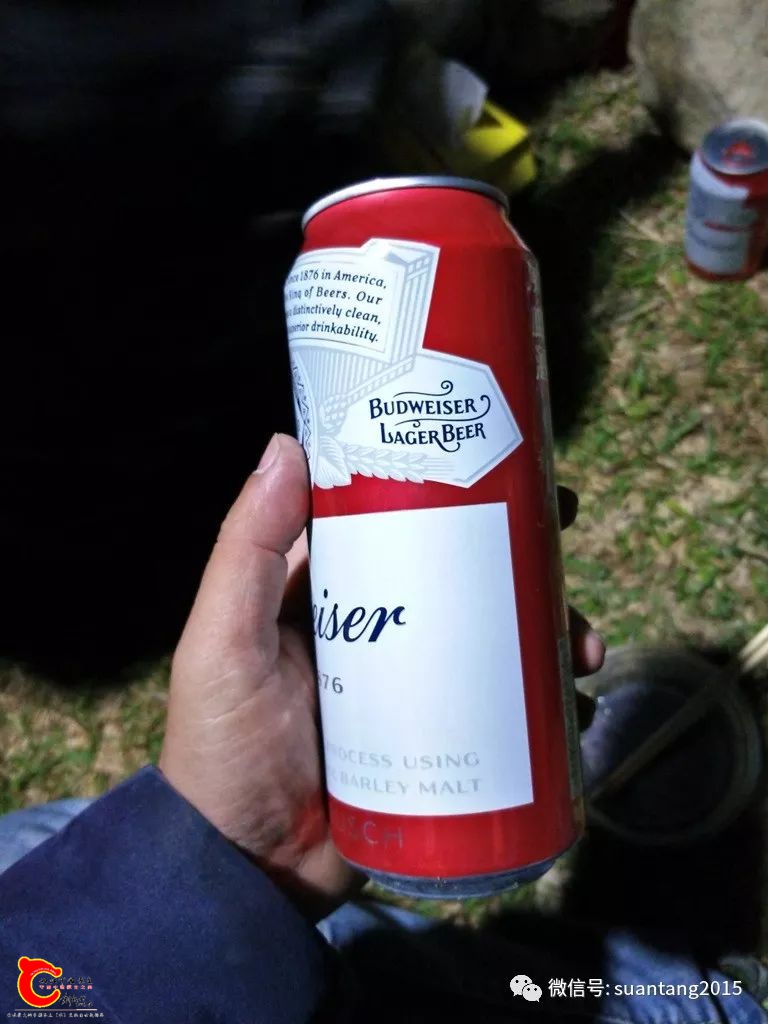 1876 in America,
King of Beers. Our
distinctively clean,
drinkability.
BUDWEISER
LAGER BEER
eiser
876
USING
BARLEY MALT
SCH
微信号: suantang2015